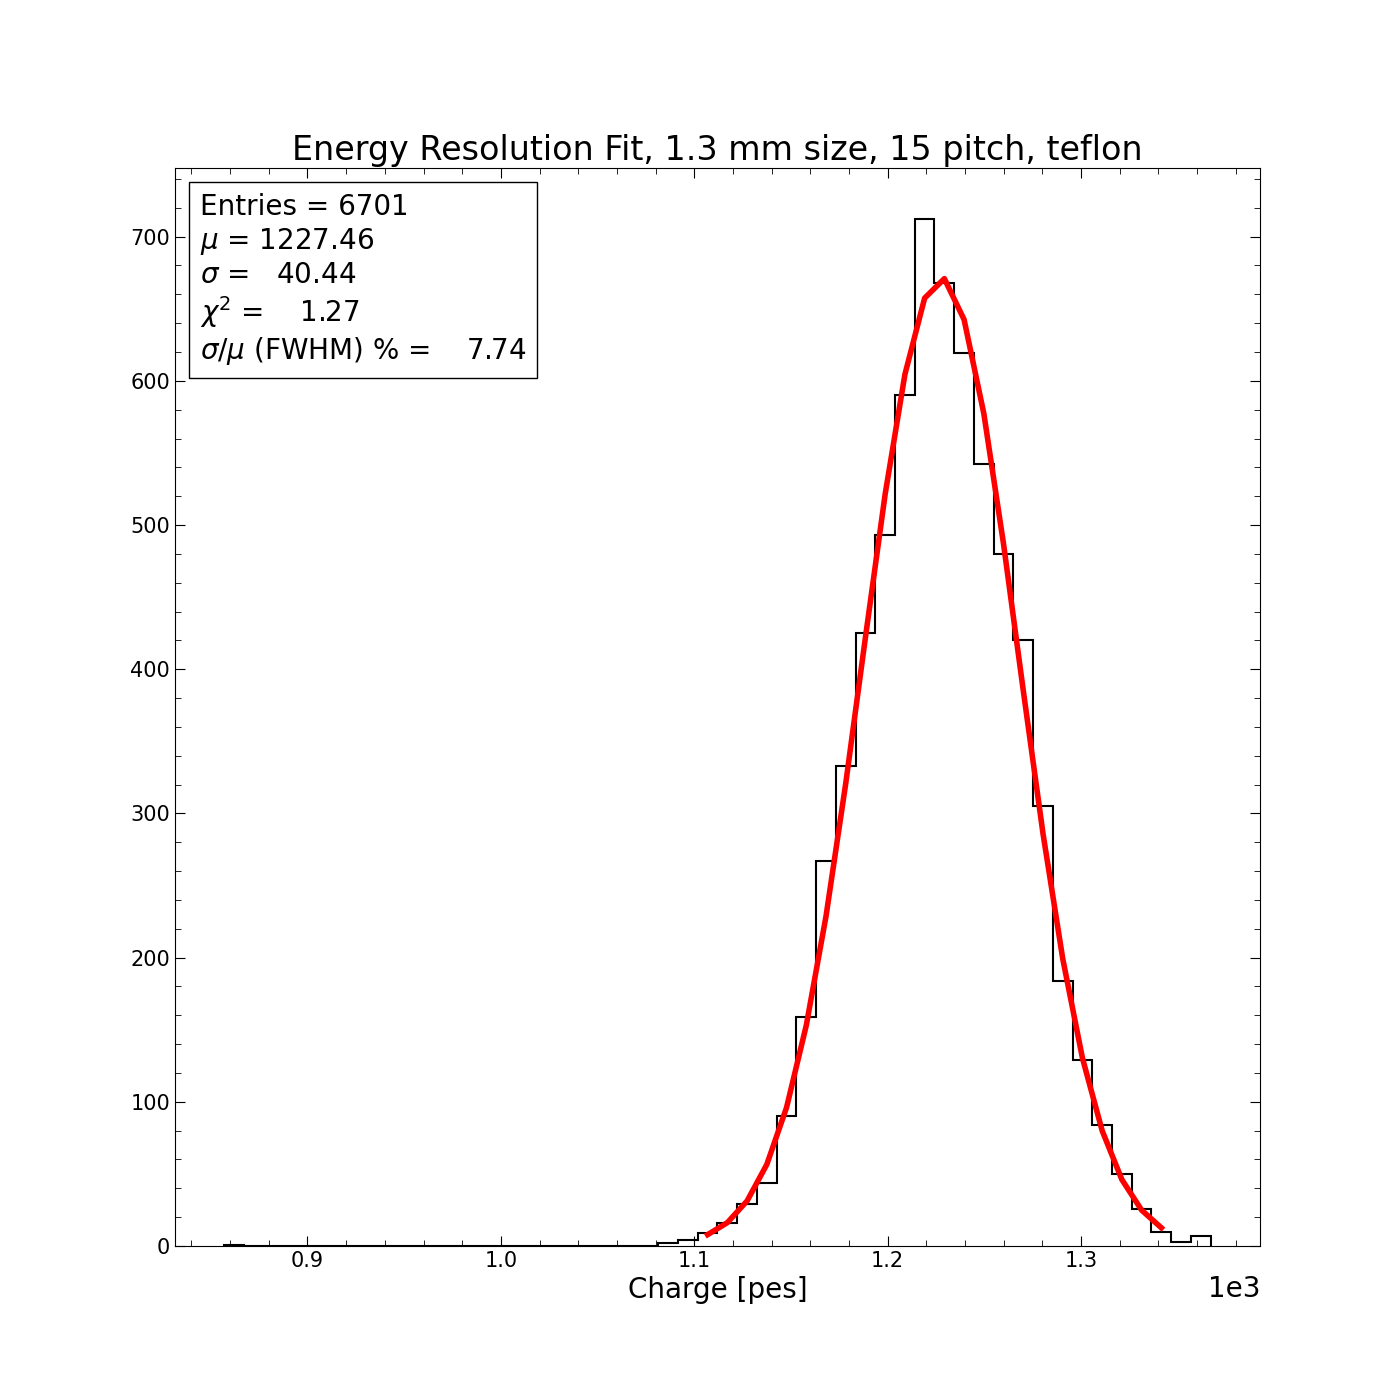 Energy Resolution Fit, 1.3 mm size, 15 pitch, teflon
Entries = 6701
μ = 1227.46
σ = 40.44
χ² = 1.27
σ/μ (FWHM) % = 7.74
700
600
500
400
300
200
100
0
0.9 1.0 1.1 1.2 1.3
Charge [pes] 1e3